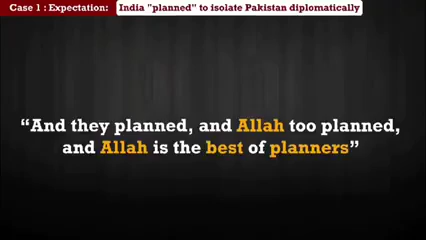 Case 1 : Expectation: India "planned" to isolate Pakistan diplomatically
“And they planned, and Allah too planned,
and Allah is the best of planners”